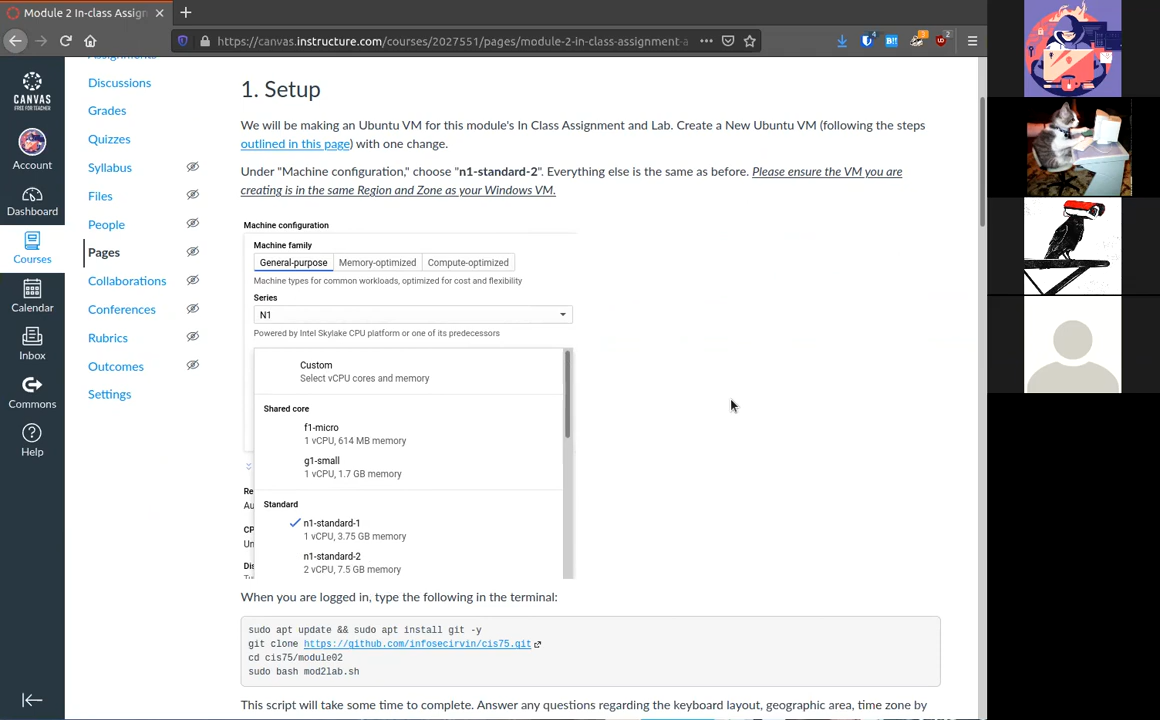 Module 2 In-class Assign
https://canvas.instructure.com/courses/2027551/pages/module-2-in-class-assignment-a
CANVAS
FREE FOR TEACHER
Account
Dashboard
Courses
Calendar
Inbox
Commons
Help
Assignments
Discussions
Grades
Quizzes
Syllabus
Files
People
Pages
Collaborations
Conferences
Rubrics
Outcomes
Settings
1. Setup
We will be making an Ubuntu VM for this module's In Class Assignment and Lab. Create a New Ubuntu VM (following the steps
outlined in this page) with one change.
Under "Machine configuration," choose "n1-standard-2". Everything else is the same as before. Please ensure the VM you are
creating is in the same Region and Zone as your Windows VM.
Machine configuration
Machine family
General-purpose Memory-optimized Compute-optimized
Machine types for common workloads, optimized for cost and flexibility
Series
N1
Powered by Intel Skylake CPU platform or one of its predecessors
Custom
Select vCPU cores and memory
Shared core
f1-micro
1 vCPU, 614 MB memory
g1-small
1 vCPU, 1.7 GB memory
Re
Au
Standard
CP
n1-standard-1
1 vCPU, 3.75 GB memory
Un
n1-standard-2
Dis
2 vCPU, 7.5 GB memory
When you are logged in, type the following in the terminal:
sudo apt update && sudo apt install git -y
git clone https://github.com/infosecirvin/cis75.git
cd cis75/module02
sudo bash mod2lab.sh
This script will take some time to complete. Answer any questions regarding the keyboard layout, geographic area, time zone by